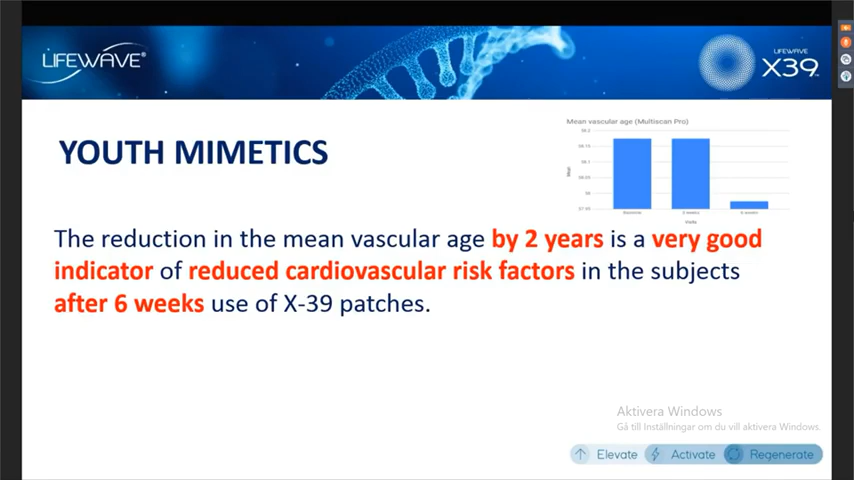 LIFEWAVE®
LIFEWAVE
X39
Mean vascular age (Multiscan Pro)
YOUTH MIMETICS
The reduction in the mean vascular age by 2 years is a very good
indicator of reduced cardiovascular risk factors in the subjects
after 6 weeks use of X-39 patches.
Aktivera Windows
Gå till Inställningar om du vill aktivera Windows.
Elevate Activate Regenerate